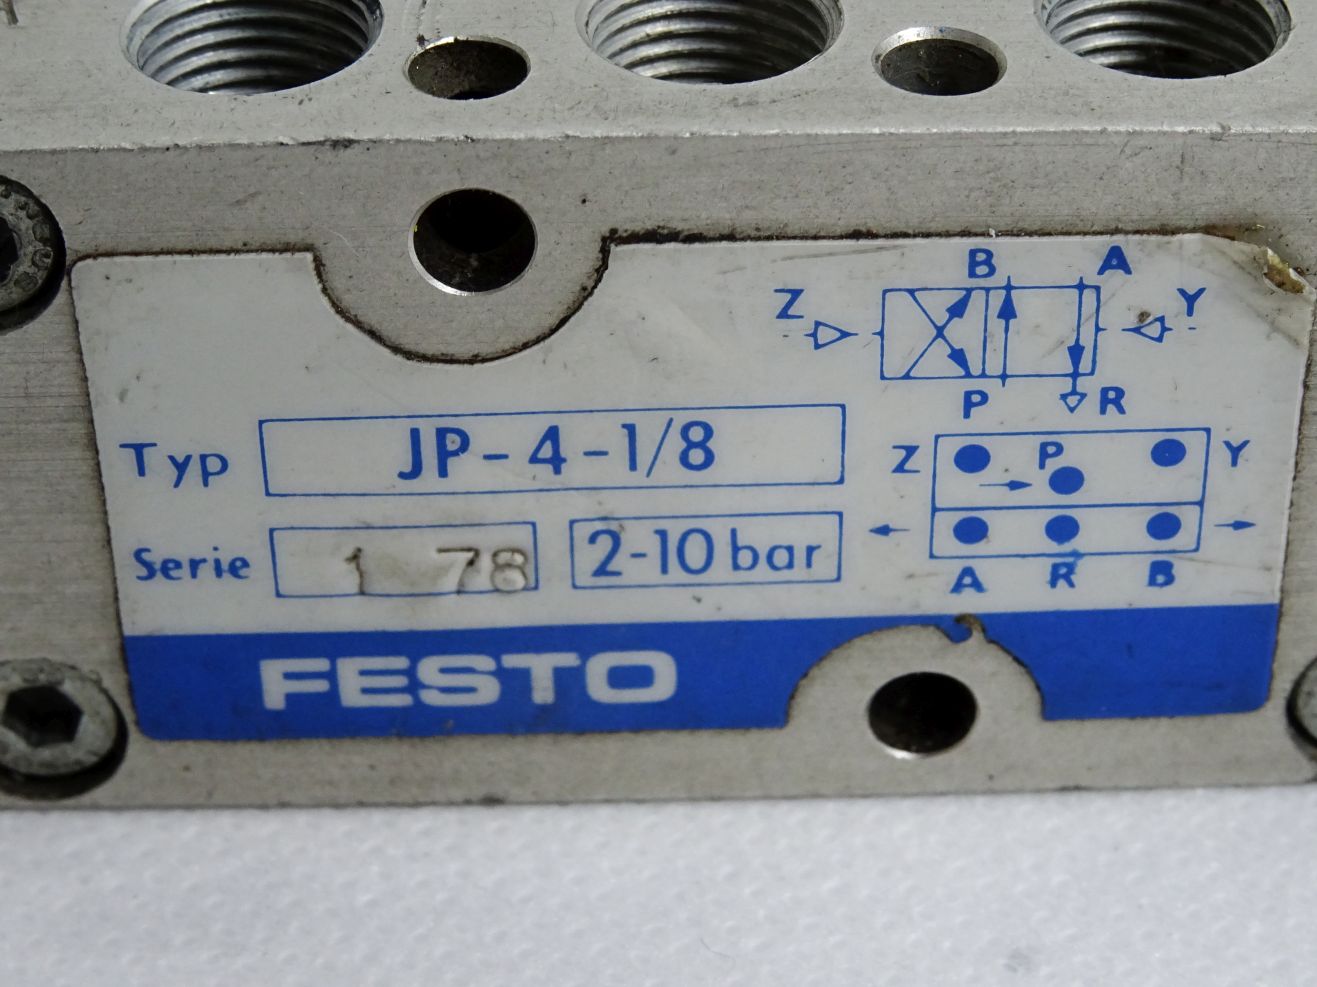 B A
Z Y
P R
Typ JP-4-1/8
Z P Y
Serie 1 78 2-10 bar
A R B
FESTO